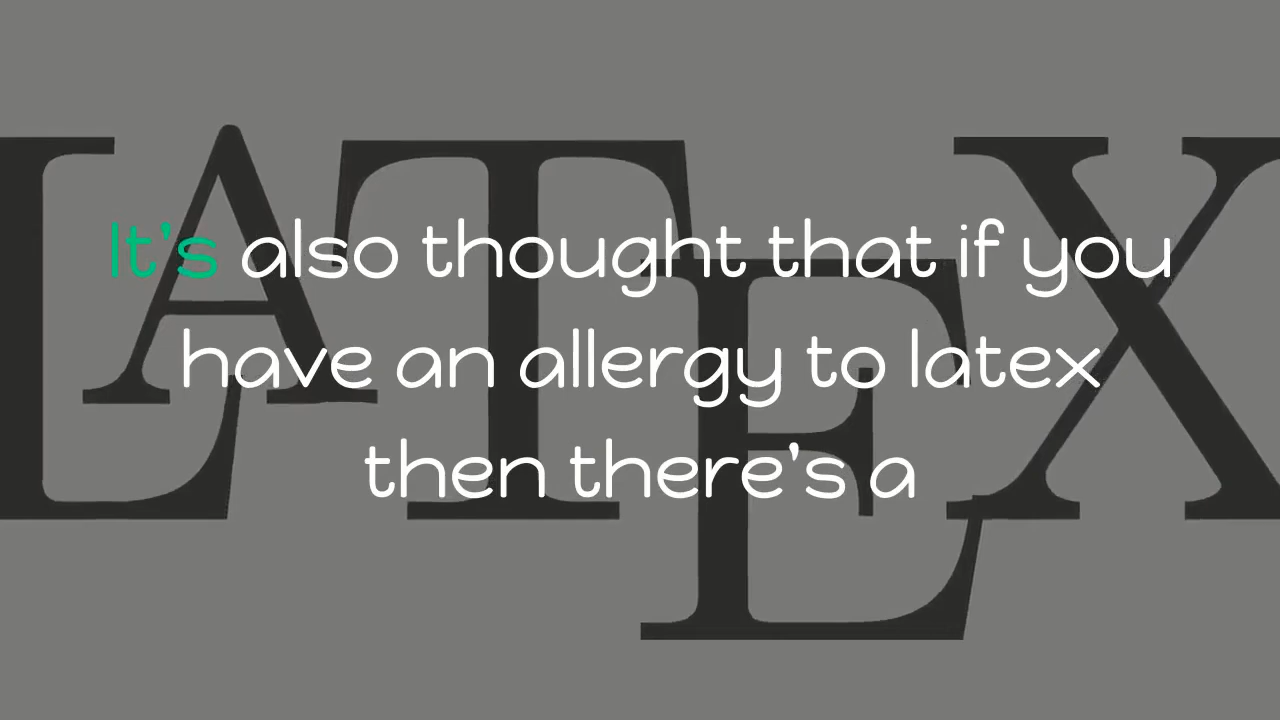 LATEX
It's also thought that if you
have an allergy to latex
then there's a